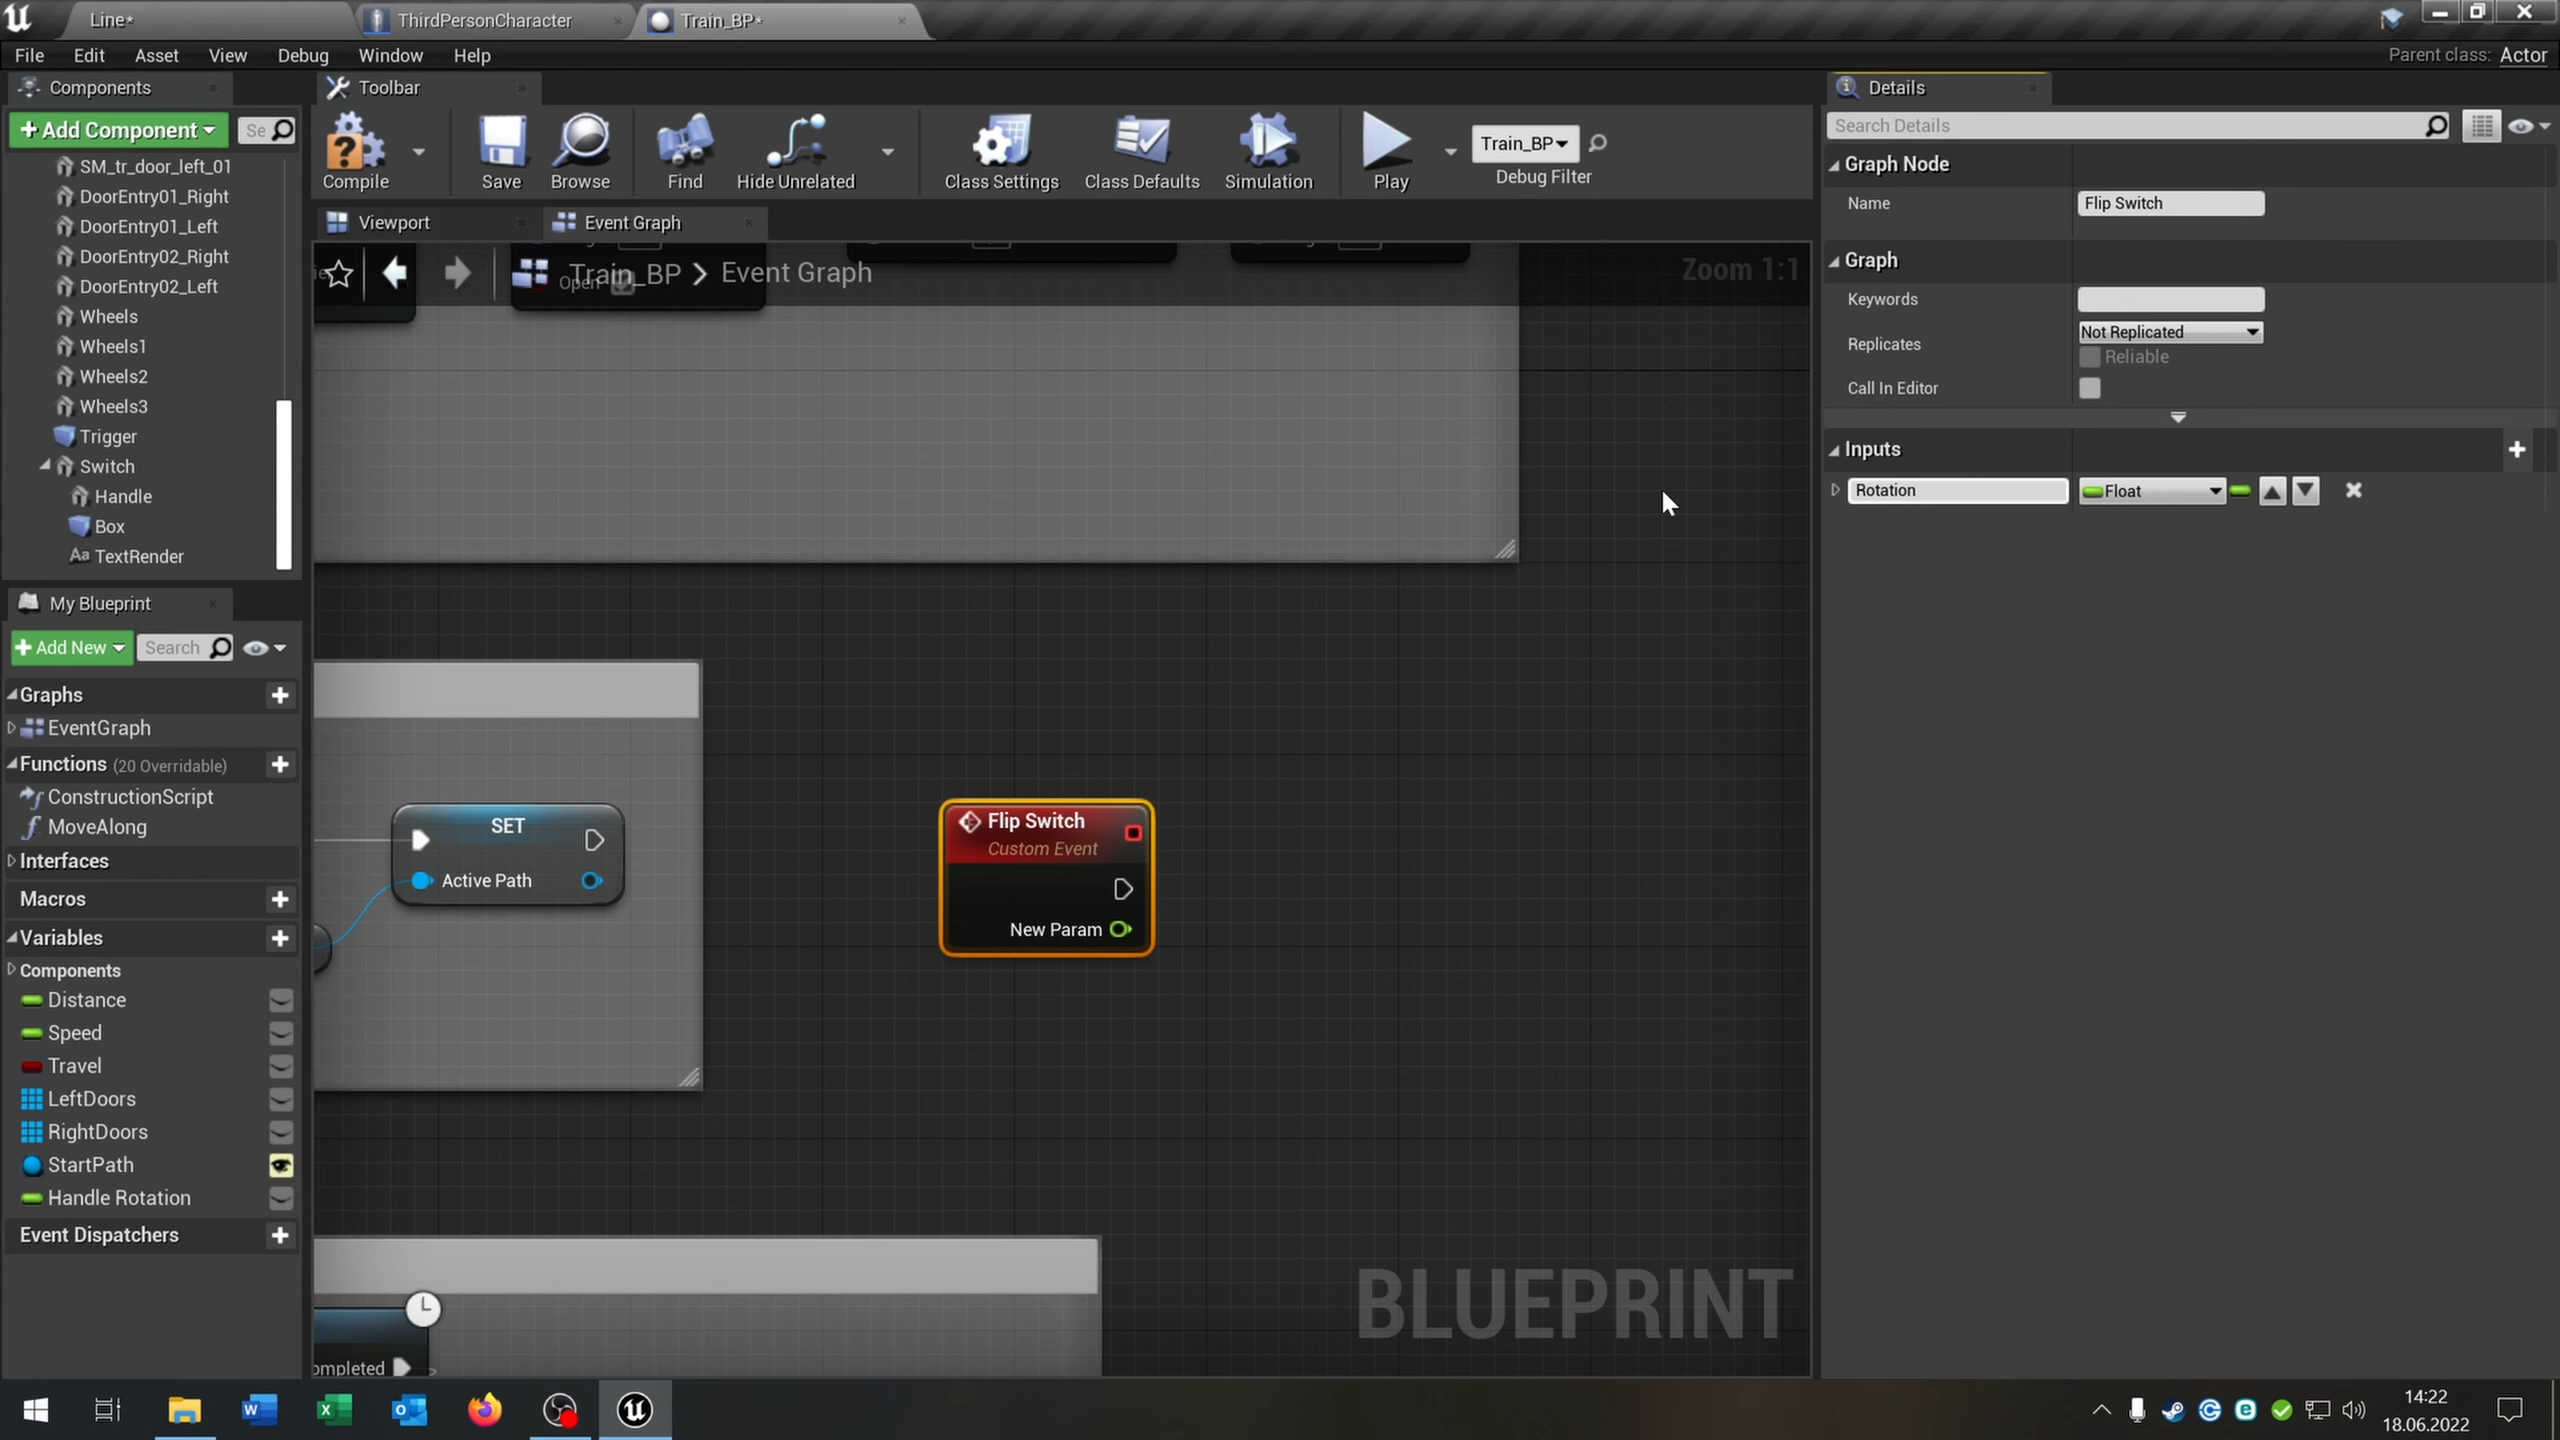 Line*
ThirdPersonCharacter
Train_BP*
File
Edit
Asset
View
Debug
Window
Help
Parent class: Actor
Components
Add Component
Se
SM_tr_door_left_01
DoorEntry01_Right
DoorEntry01_Left
DoorEntry02_Right
DoorEntry02_Left
Wheels
Wheels1
Wheels2
Wheels3
Trigger
Switch
Handle
Box
Aa TextRender
My Blueprint
Add New
Search
Graphs
EventGraph
Functions (20 Overridable)
ConstructionScript
MoveAlong
Interfaces
Macros
Variables
Components
Distance
Speed
Travel
LeftDoors
RightDoors
StartPath
Handle Rotation
Event Dispatchers
Toolbar
Compile
Save
Browse
Find
Hide Unrelated
Class Settings
Class Defaults
Simulation
Play
Train_BP
Debug Filter
Viewport
Event Graph
Train_BP > Event Graph
Open
Zoom 1:1
SET
Active Path
Flip Switch
Custom Event
New Param
ompleted
BLUEPRINT
Details
Search Details
Graph Node
Name
Flip Switch
Graph
Keywords
Replicates
Not Replicated
Reliable
Call In Editor
Inputs
Rotation
Float
14:22
18.06.2022